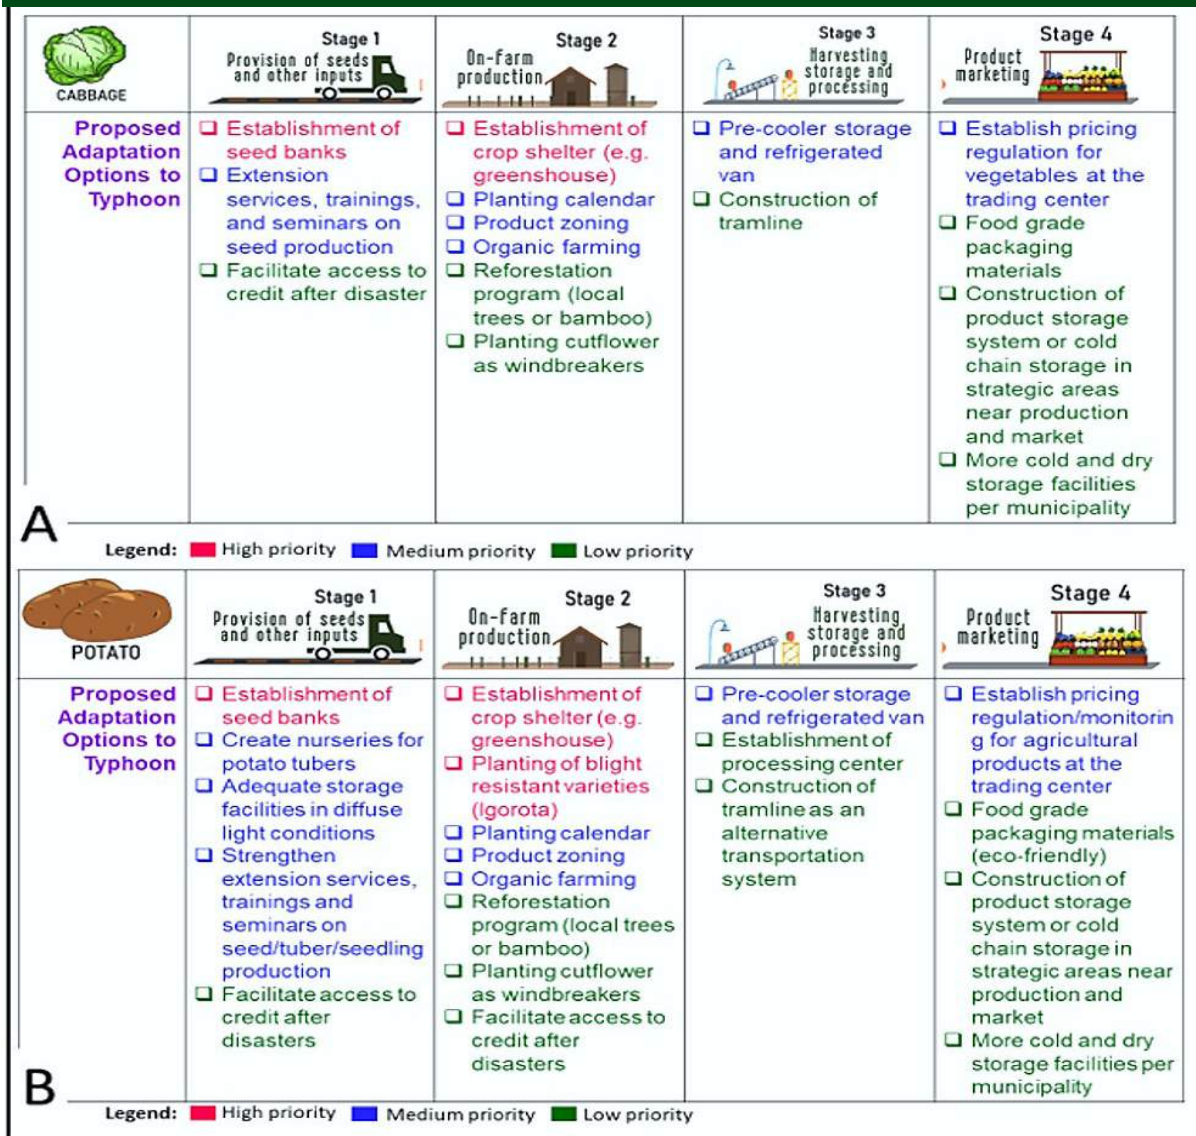 CABBAGE
Stage 1
Provision of seeds
and other inputs
Stage 2
On-farm
production
Stage 3
Harvesting
storage and
processing
Stage 4
Product
marketing
Proposed
Adaptation
Options to
Typhoon
❑ Establishment of
seed banks
❑ Extension
services, trainings,
and seminars on
seed production
❑ Facilitate access to
credit after disaster
❑ Establishment of
crop shelter (e.g.
greenshouse)
❑ Planting calendar
❑ Product zoning
❑ Organic farming
❑ Reforestation
program (local
trees or bamboo)
❑ Planting cutflower
as windbreakers
❑ Pre-cooler storage
and refrigerated
van
❑ Construction of
tramline
❑ Establish pricing
regulation for
vegetables at the
trading center
❑ Food grade
packaging
materials
❑ Construction of
product storage
system or cold
chain storage in
strategic areas
near production
and market
❑ More cold and dry
storage facilities
per municipality
A
Legend: High priority Medium priority Low priority
POTATO
Stage 1
Provision of seeds
and other inputs
Stage 2
On-farm
production
Stage 3
Harvesting
storage and
processing
Stage 4
Product
marketing
Proposed
Adaptation
Options to
Typhoon
❑ Establishment of
seed banks
❑ Create nurseries for
potato tubers
❑ Adequate storage
facilities in diffuse
light conditions
❑ Strengthen
extension services,
trainings and
seminars on
seed/tuber/seedling
production
❑ Facilitate access to
credit after
disasters
❑ Establishment of
crop shelter (e.g.
greenshouse)
❑ Planting of blight
resistant varieties
(Igorota)
❑ Planting calendar
❑ Product zoning
❑ Organic farming
❑ Reforestation
program (local trees
or bamboo)
❑ Planting cutflower
as windbreakers
❑ Facilitate access to
credit after
disasters
❑ Pre-cooler storage
and refrigerated van
❑ Establishment of
processing center
❑ Construction of
tramline as an
alternative
transportation
system
❑ Establish pricing
regulation/monitorin
g for agricultural
products at the
trading center
❑ Food grade
packaging materials
(eco-friendly)
❑ Construction of
product storage
system or cold
chain storage in
strategic areas near
production and
market
❑ More cold and dry
storage facilities per
municipality
B
Legend: High priority Medium priority Low priority